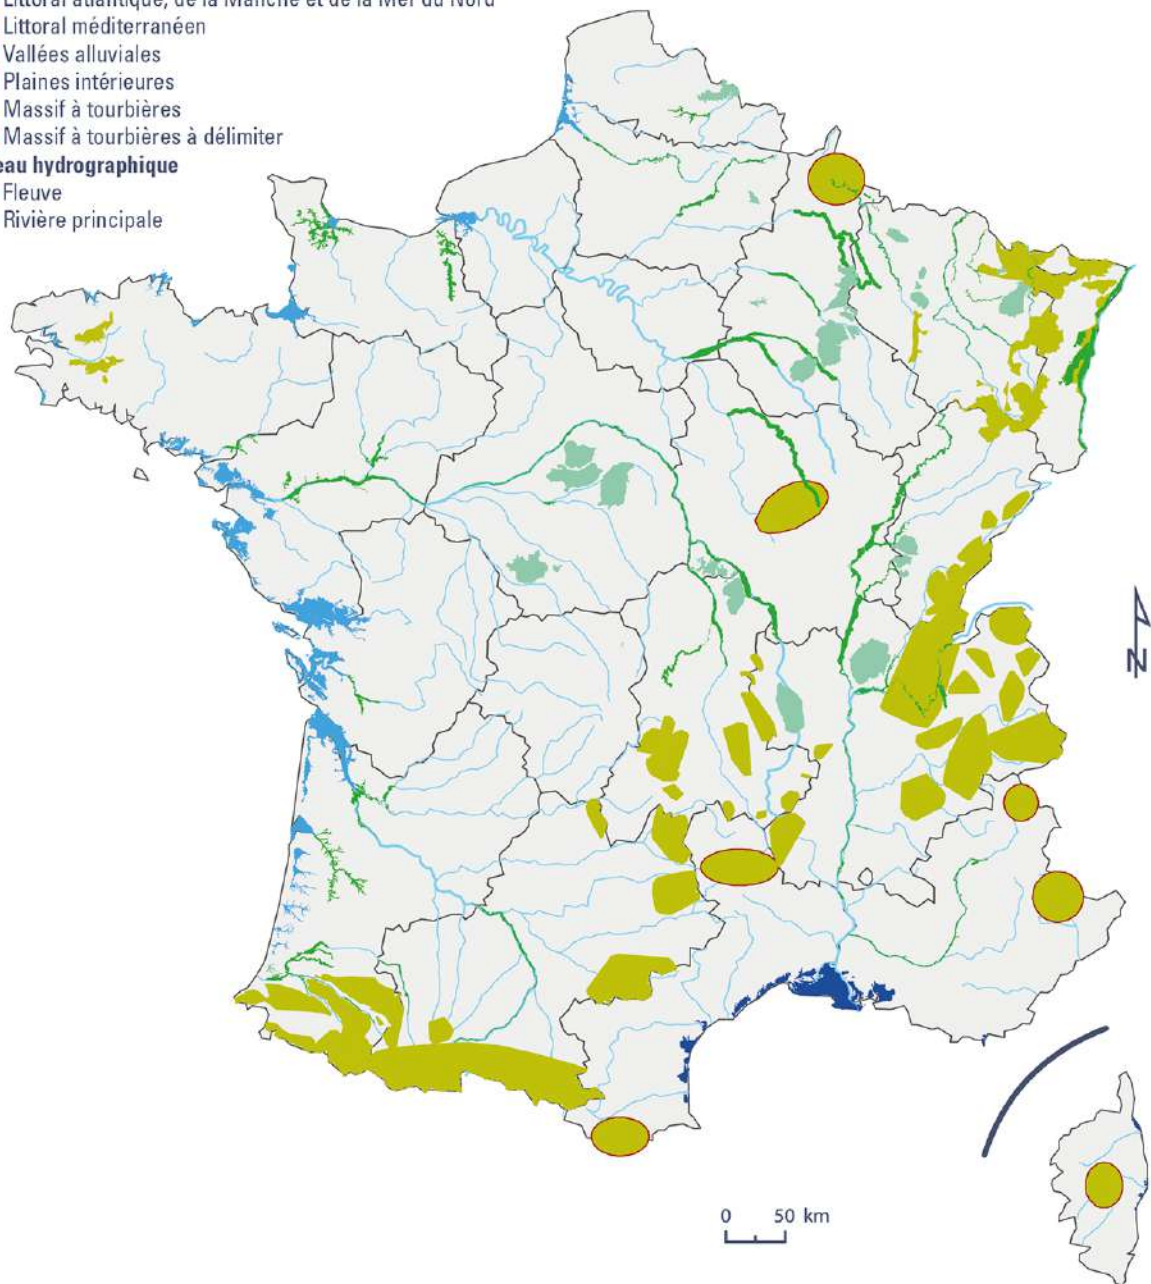 Littoral atlantique, de la Manche et de la Mer du Nord
Littoral méditerranéen
Vallées alluviales
Plaines intérieures
Massif à tourbières
Massif à tourbières à délimiter
eau hydrographique
Fleuve
Rivière principale
N
0 50 km